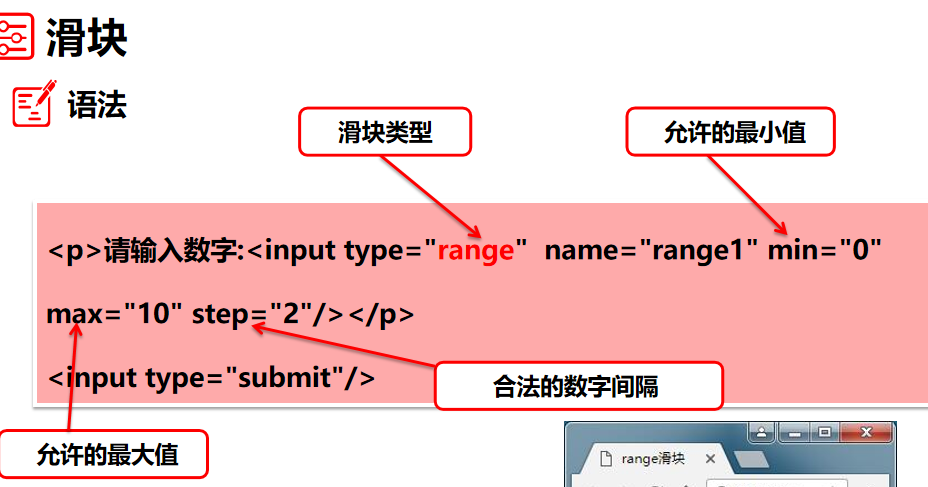 滑块
语法
滑块类型
允许的最小值
<p>请输入数字:<input type="range" name="range1" min="0"
max="10" step="2"/></p>
<input type="submit"/>
合法的数字间隔
允许的最大值
range滑块